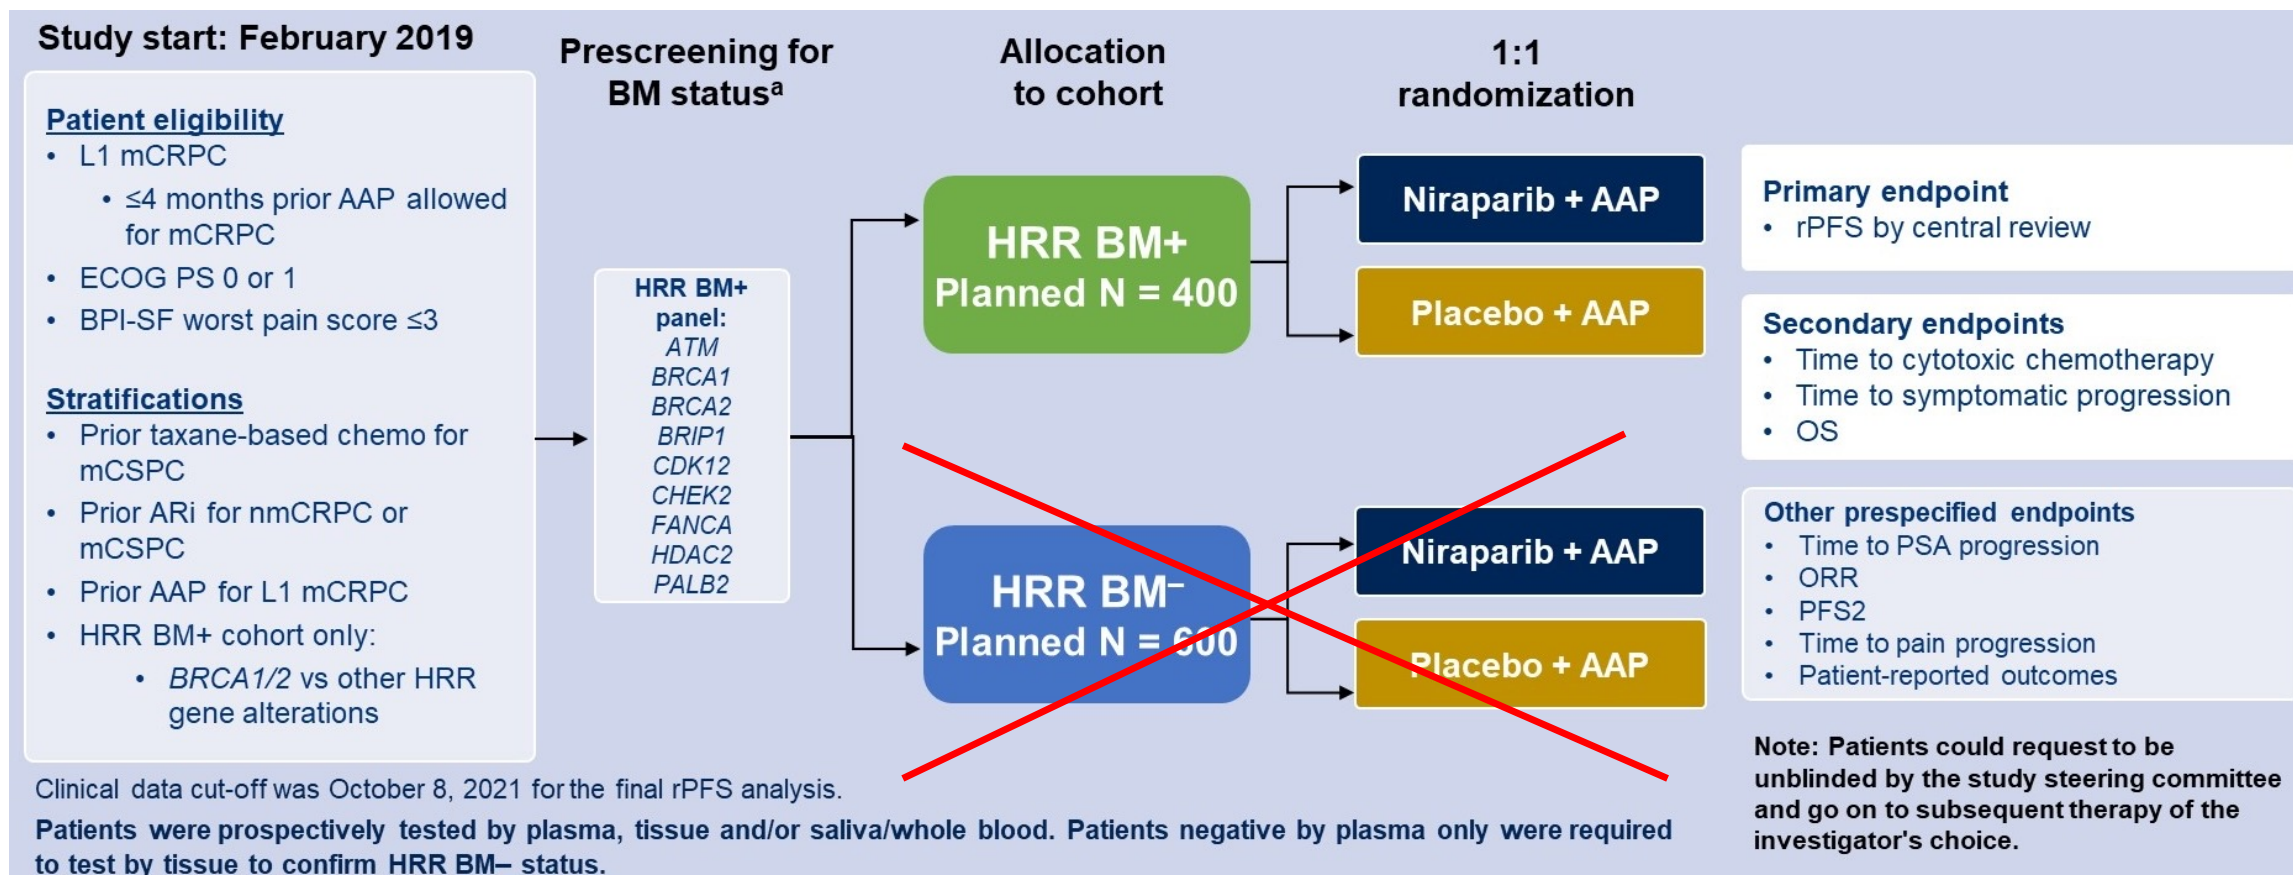 Study start: February 2019
Patient eligibility
• L1 mCRPC
• ≤4 months prior AAP allowed
for mCRPC
• ECOG PS 0 or 1
• BPI-SF worst pain score ≤3
Stratifications
• Prior taxane-based chemo for
mCSPC
• Prior ARi for nmCRPC or
mCSPC
• Prior AAP for L1 mCRPC
• HRR BM+ cohort only:
• BRCA1/2 vs other HRR
gene alterations
Prescreening for
BM statusᵃ
HRR BM+
panel:
ATM
BRCA1
BRCA2
BRIP1
CDK12
CHEK2
FANCA
HDAC2
PALB2
Allocation
to cohort
HRR BM+
Planned N = 400
HRR BM–
Planned N = 600
1:1
randomization
Niraparib + AAP
Placebo + AAP
Niraparib + AAP
Placebo + AAP
Primary endpoint
• rPFS by central review
Secondary endpoints
• Time to cytotoxic chemotherapy
• Time to symptomatic progression
• OS
Other prespecified endpoints
• Time to PSA progression
• ORR
• PFS2
• Time to pain progression
• Patient-reported outcomes
Note: Patients could request to be
unblinded by the study steering committee
and go on to subsequent therapy of the
investigator's choice.
Clinical data cut-off was October 8, 2021 for the final rPFS analysis.
Patients were prospectively tested by plasma, tissue and/or saliva/whole blood. Patients negative by plasma only were required
to test by tissue to confirm HRR BM– status.